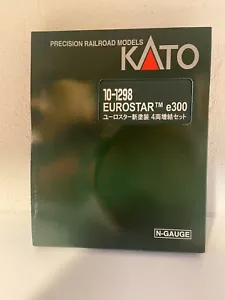 PRECISION RAILROAD MODELS
KATO
10-1298
EUROSTAR™ e300
ユーロスター新塗装 4両増結セット
N-GAUGE